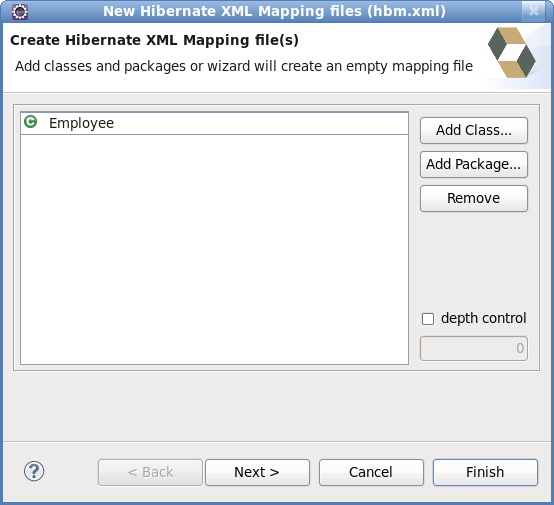 New Hibernate XML Mapping files (hbm.xml)
Create Hibernate XML Mapping file(s)
Add classes and packages or wizard will create an empty mapping file
C Employee
Add Class...
Add Package...
Remove
depth control
0
? < Back Next > Cancel Finish